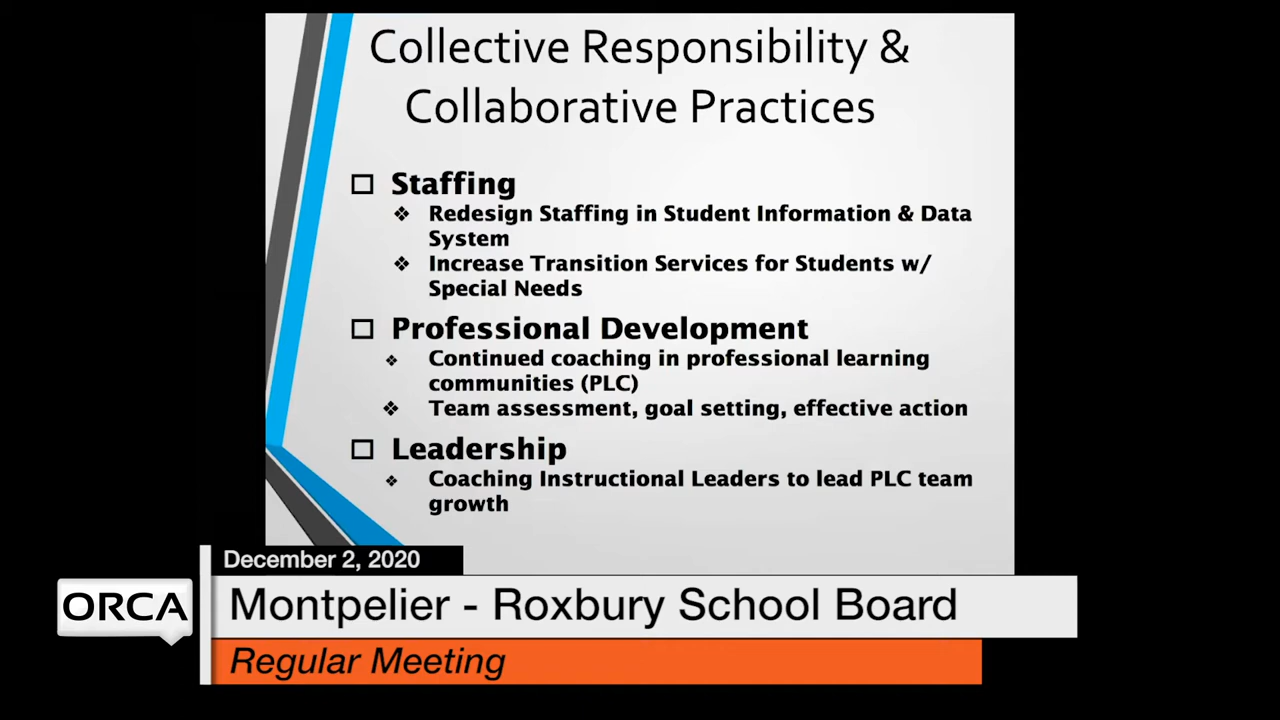 Collective Responsibility &
Collaborative Practices
Staffing
Redesign Staffing in Student Information & Data
System
Increase Transition Services for Students w/
Special Needs
Professional Development
Continued coaching in professional learning
communities (PLC)
Team assessment, goal setting, effective action
Leadership
Coaching Instructional Leaders to lead PLC team
growth
December 2, 2020
ORCA
Montpelier - Roxbury School Board
Regular Meeting